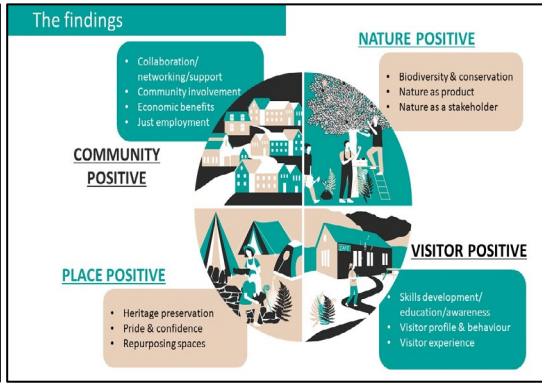 The findings
• Collaboration/
networking/support
• Community involvement
• Economic benefits
• Just employment
COMMUNITY
POSITIVE
NATURE POSITIVE
• Biodiversity & conservation
• Nature as product
• Nature as a stakeholder
PLACE POSITIVE
• Heritage preservation
• Pride & confidence
• Repurposing spaces
CAFE
VISITOR POSITIVE
• Skills development/
education/awareness
• Visitor profile & behaviour
• Visitor experience